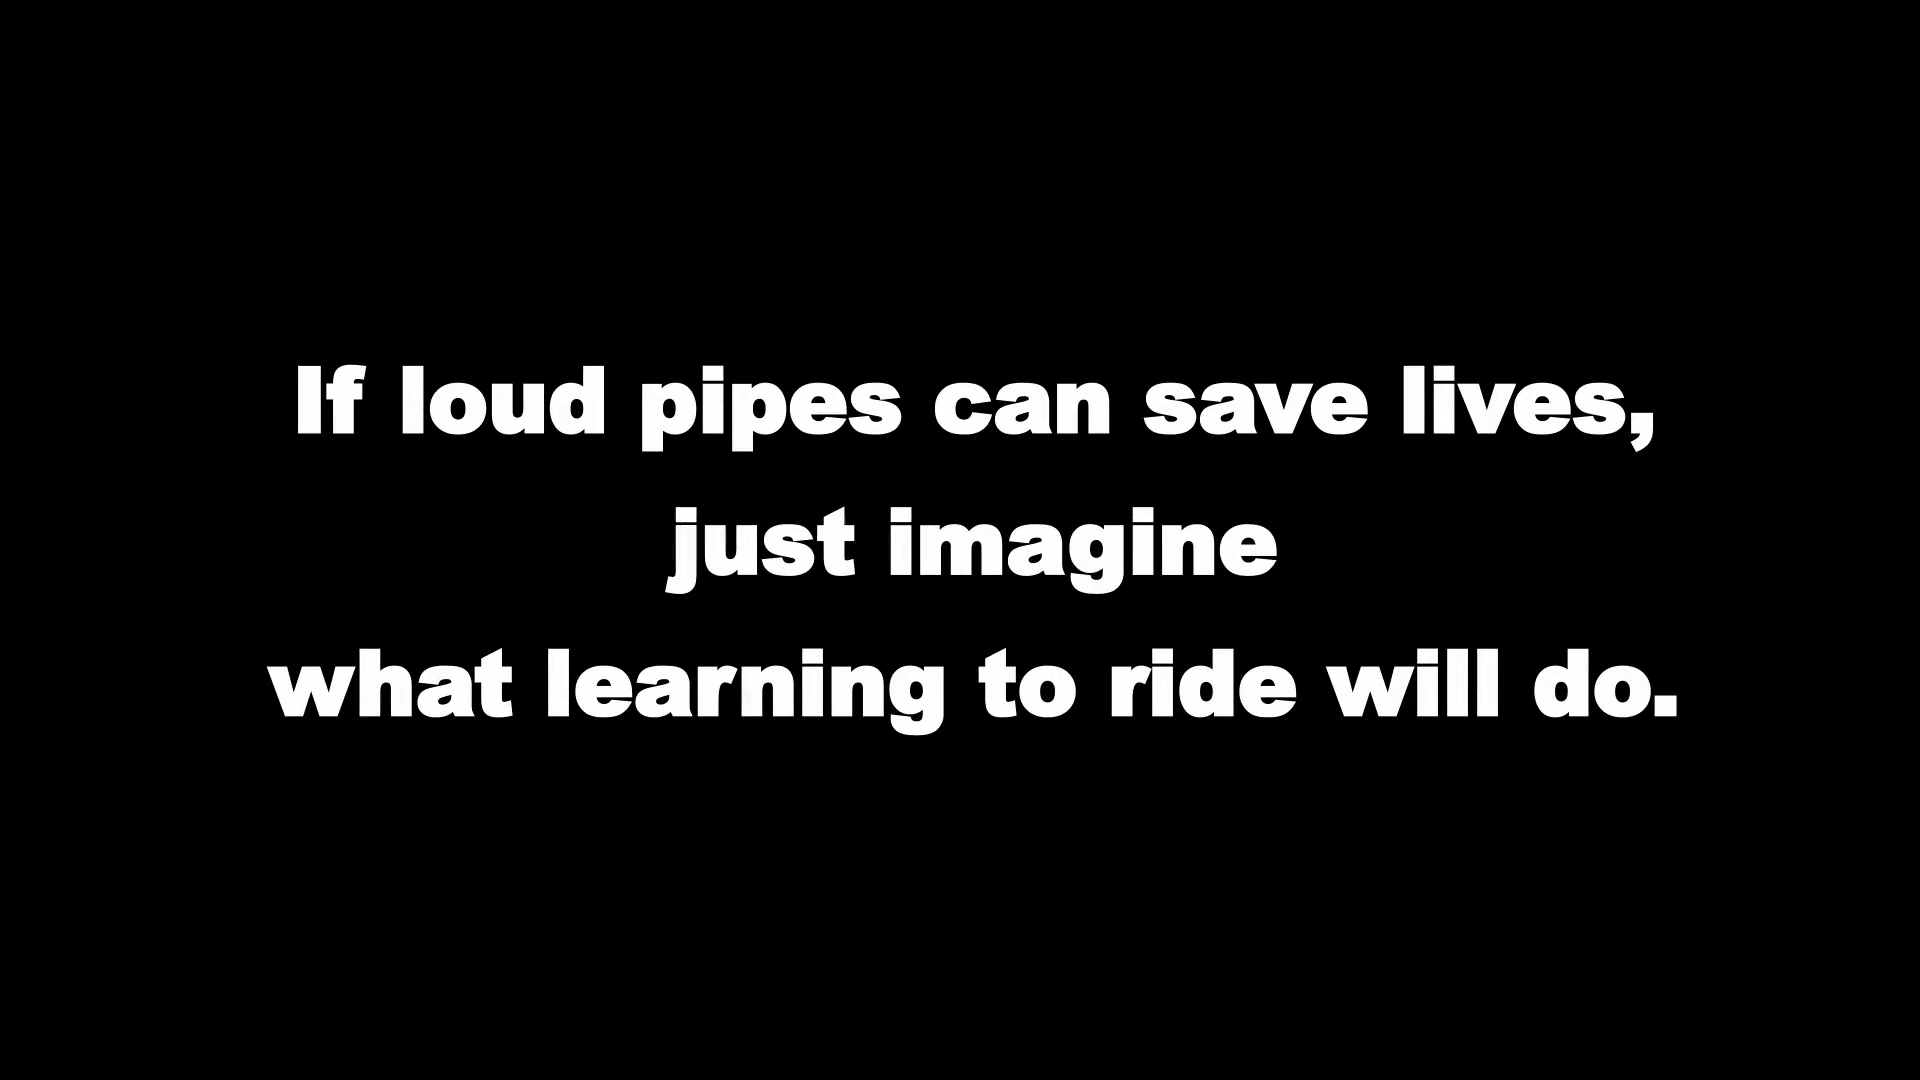 If loud pipes can save lives,
just imagine
what learning to ride will do.